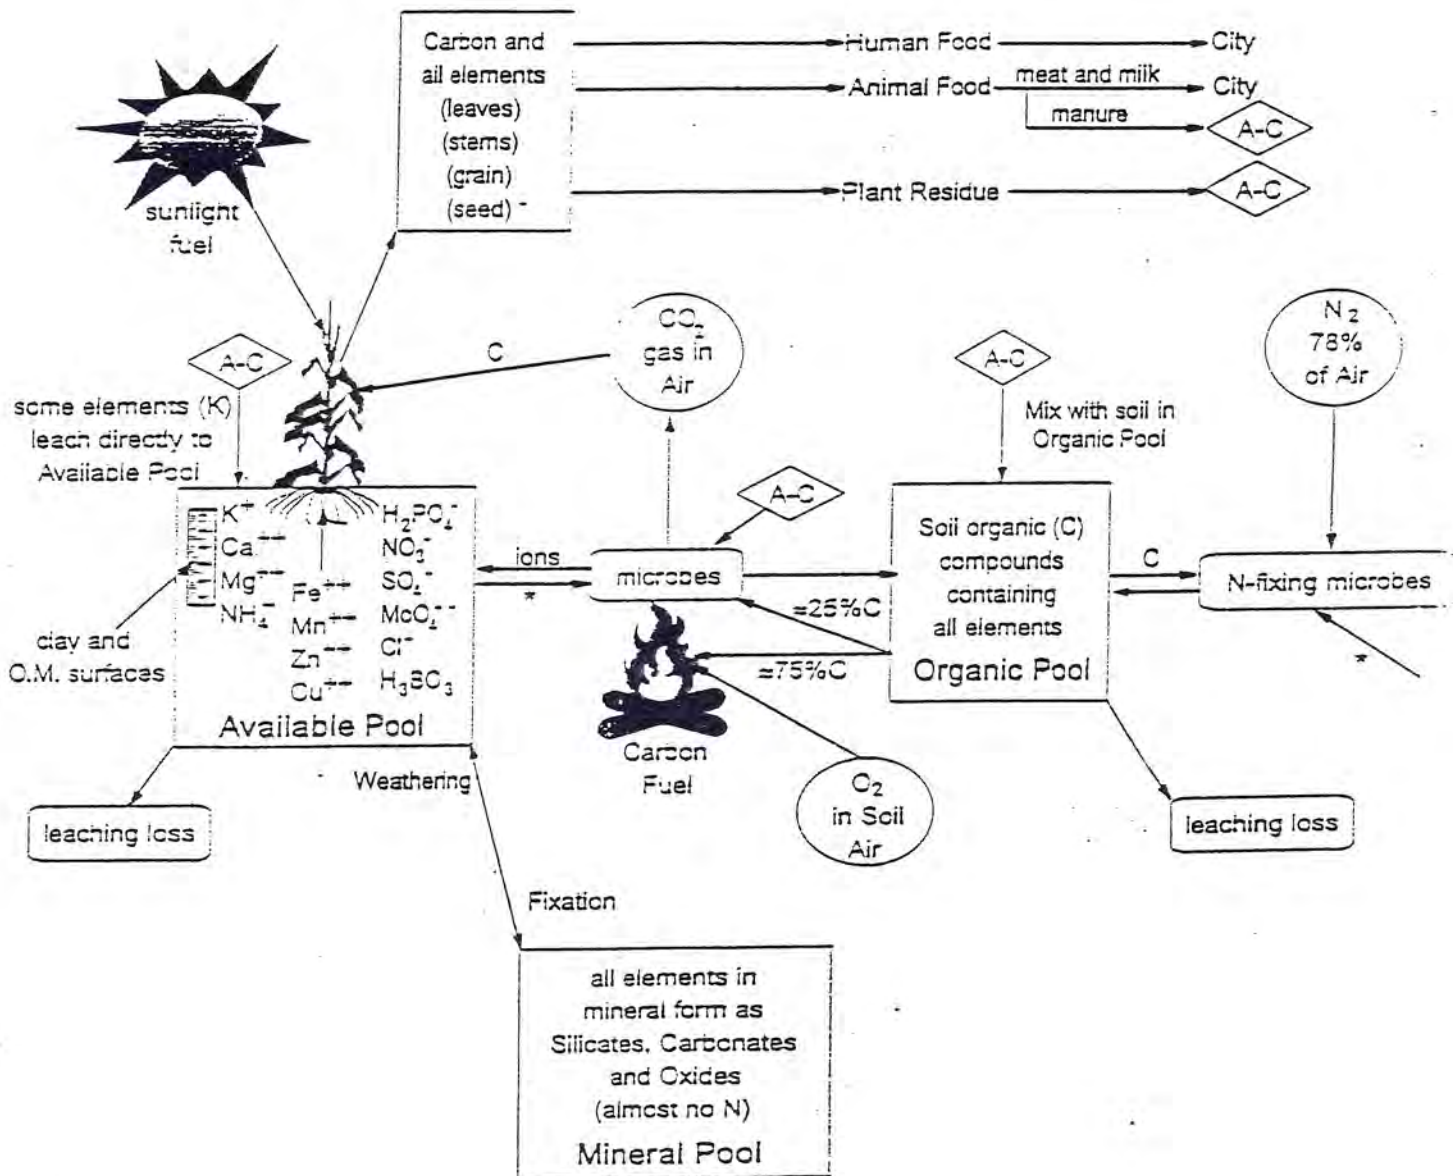 Carbon and
all elements
(leaves)
(stems)
(grain)
(seed)
Human Food
City
Animal Food
meat and milk
City
manure
A-C
Plant Residue
A-C
sunlight
fuel
A-C
some elements (K)
leach directly to
Available Pool
C
CO₂
gas in
Air
A-C
Mix with soil in
Organic Pool
N₂
78%
of Air
K⁺
Ca⁺⁺
Mg⁺⁺
NH₄
Fe⁺⁺
Mn⁺⁺
Zn⁺⁺
Cu⁺⁺
H₂PO₄⁻
NO₃⁻
SO₄
MoO₄⁻⁻
Cl⁻
H₃BO₃
Available Pool
clay and
O.M. surfaces
ions
*
microbes
A-C
≈25%C
≈75%C
Carbon
Fuel
O₂
in Soil
Air
Soil organic (C)
compounds
containing
all elements
Organic Pool
C
N-fixing microbes
*
leaching loss
leaching loss
Weathering
Fixation
all elements in
mineral form as
Silicates, Carbonates
and Oxides
(almost no N)
Mineral Pool